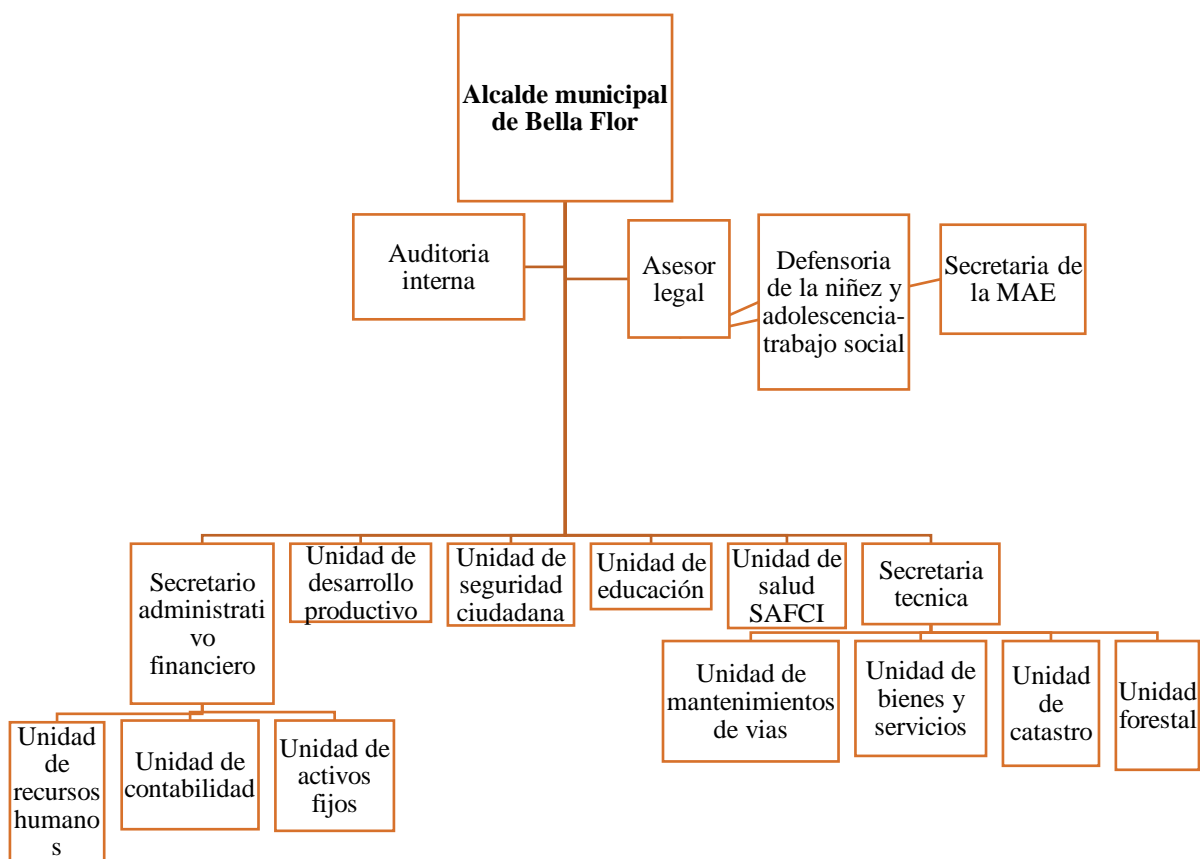 Alcalde municipal
de Bella Flor
Auditoria
interna
Asesor
legal
Defensoria
de la niñez y
adolescencia-
trabajo social
Secretaria de
la MAE
Secretario
administrati
vo
financiero
Unidad de
desarrollo
productivo
Unidad de
seguridad
ciudadana
Unidad de
educación
Unidad de
salud
SAFCI
Secretaria
tecnica
Unidad
de
recursos
humano
s
Unidad de
contabilidad
Unidad de
activos
fijos
Unidad de
mantenimientos
de vias
Unidad de
bienes y
servicios
Unidad
de
catastro
Unidad
forestal